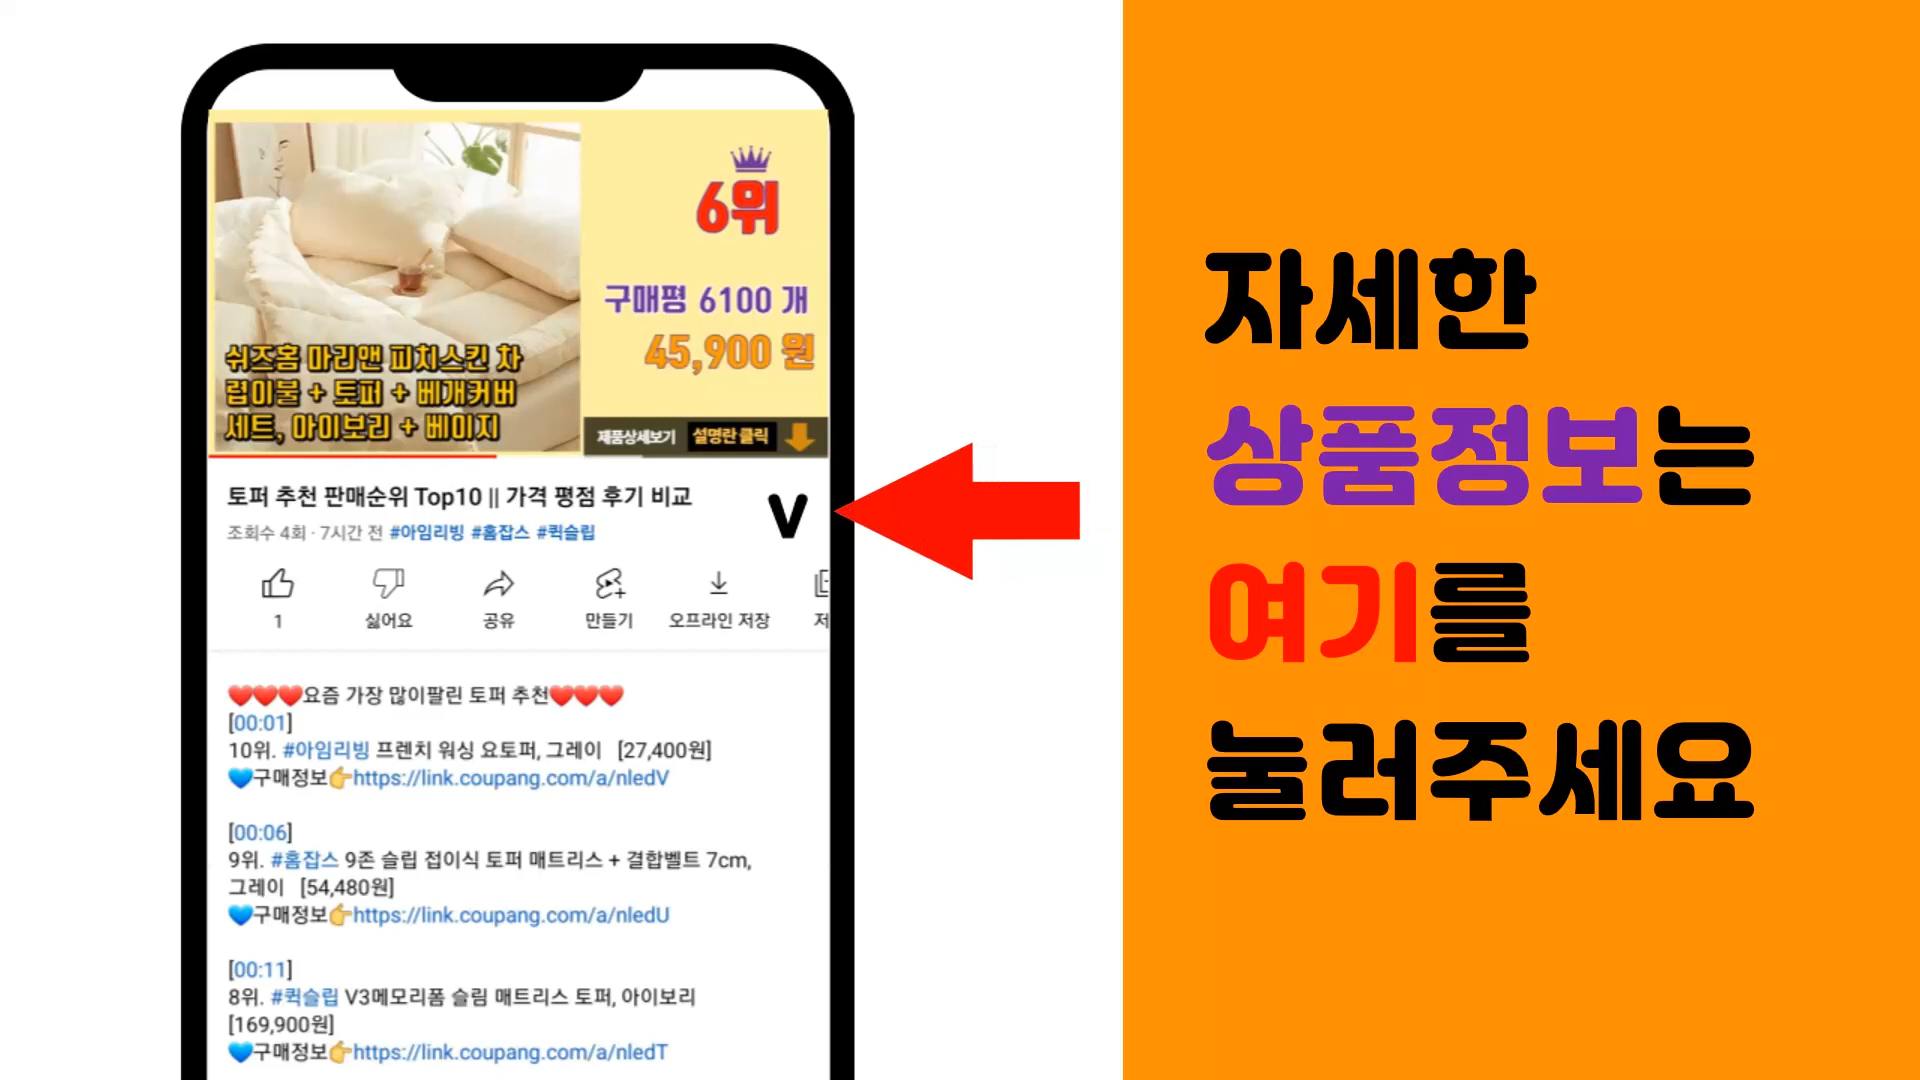 6위
구매평 6100 개
45,900 원
쉬즈홈 마리앤 피치스킨 차
렵이불 + 토퍼 + 베개커버
세트, 아이보리 + 베이지
제품상세보기 설명란 클릭
토퍼 추천 판매순위 Top10 || 가격 평점 후기 비교
V
조회수 4회 · 7시간 전 #아임리빙 #홈잡스 #퀵슬립
1 싫어요 공유 만들기 오프라인 저장 저
❤️❤️❤️요즘 가장 많이팔린 토퍼 추천❤️❤️❤️
[00:01]
10위. #아임리빙 프렌치 워싱 요토퍼, 그레이 [27,400원]
💙구매정보👉https://link.coupang.com/a/nledV
[00:06]
9위. #홈잡스 9존 슬립 접이식 토퍼 매트리스 + 결합벨트 7cm,
그레이 [54,480원]
💙구매정보👉https://link.coupang.com/a/nledU
[00:11]
8위. #퀵슬립 V3메모리폼 슬림 매트리스 토퍼, 아이보리
[169,900원]
💙구매정보👉https://link.coupang.com/a/nledT
자세한
상품정보는
여기를
눌러주세요